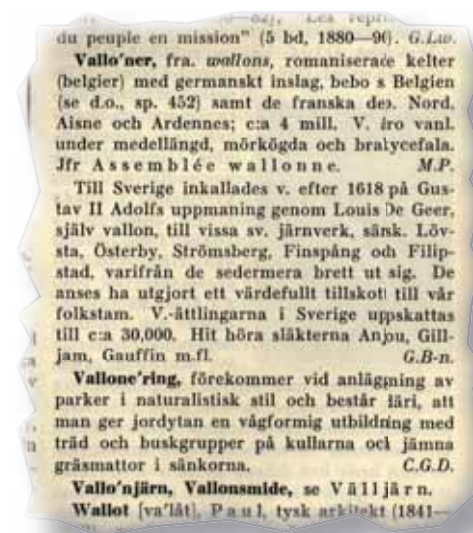 du peuple en mission" (5 bd, 1880—90). G.Lw.
Vallo'ner, fra. wallons, romaniserade kelter
(belgier) med germanskt inslag, bebo s Belgien
(se d.o., sp. 452) samt de franska dep. Nord,
Aisne och Ardennes; c:a 4 mill. V. äro vanl.
under medellängd, mörkögda och brakycefala.
Jfr Assemblée wallonne. M.P.
Till Sverige inkallades v. efter 1618 på Gus-
tav II Adolfs uppmaning genom Louis De Geer,
själv vallon, till vissa sv. järnverk, särsk. Löv-
sta, Österby, Strömsberg, Finspång och Filip-
stad, varifrån de sedermera brett ut sig. De
anses ha utgjort ett värdefullt tillskott till vår
folkstam. V.-ättlingarna i Sverige uppskattas
till c:a 30,000. Hit höra släkterna Anjou, Gill-
jam, Gauffin m.fl. G.B-n.
Vallone'ring, förekommer vid anläggning av
parker i naturalistisk stil och består däri, att
man ger jordytan en vågformig utbildning med
träd och buskgrupper på kullarna och jämna
gräsmattor i sänkorna. C.G.D.
Vallo'njärn, Vallonsmide, se Välljärn.
Wallot [va'låt], Paul, tysk arkitekt (1841—